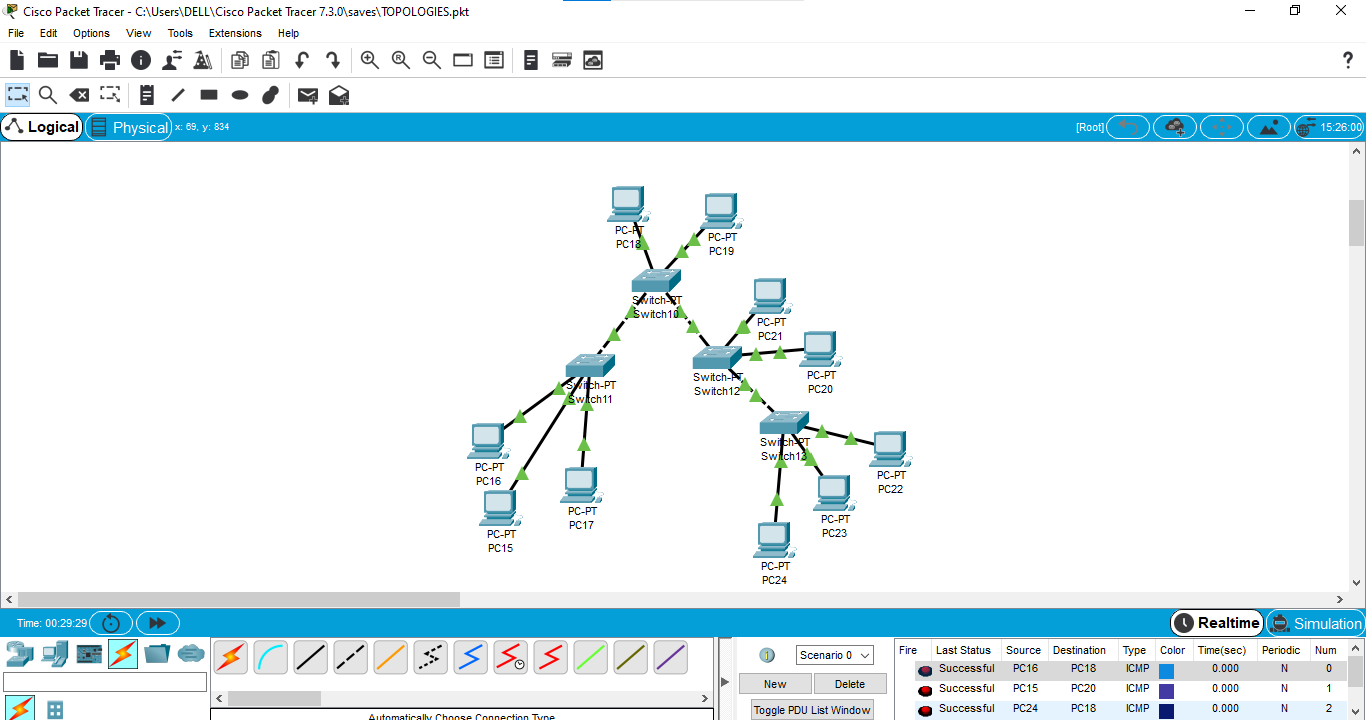 Cisco Packet Tracer - C:\Users\DELL\Cisco Packet Tracer 7.3.0\saves\TOPOLOGIES.pkt
File Edit Options View Tools Extensions Help
?
Logical Physical x: 69, y: 834 [Root] 15:26:00
PC-PT
PC18
PC-PT
PC19
Switch-PT
Switch10
PC-PT
PC21
Switch-PT
Switch12
PC-PT
PC20
Switch-PT
Switch11
Switch-PT
Switch13
PC-PT
PC16
PC-PT
PC22
PC-PT
PC17
PC-PT
PC23
PC-PT
PC15
PC-PT
PC24
Time: 00:29:29 Realtime Simulation
Scenario 0
New Delete
Toggle PDU List Window
Automatically Choose Connection Type
Fire Last Status Source Destination Type Color Time(sec) Periodic Num
Successful PC16 PC18 ICMP 0.000 N 0
Successful PC15 PC20 ICMP 0.000 N 1
Successful PC24 PC18 ICMP 0.000 N 2